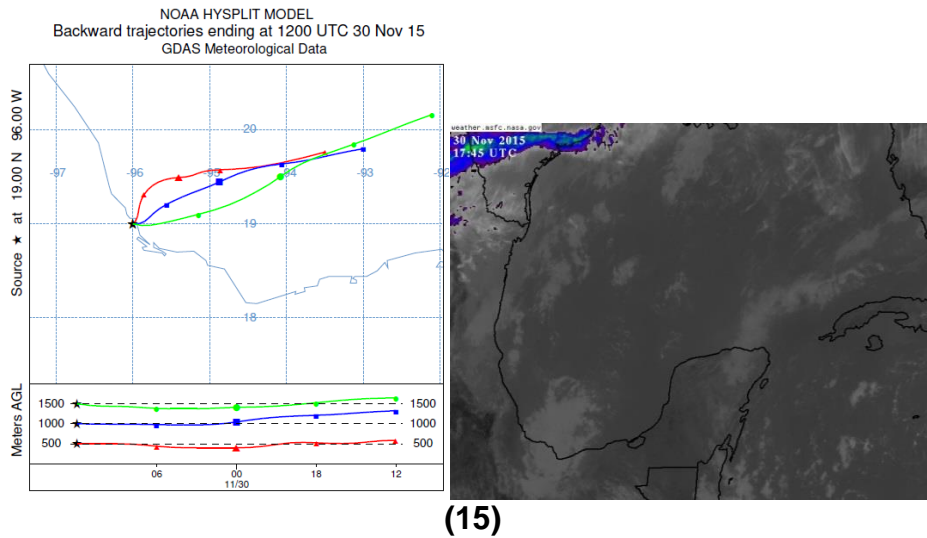 NOAA HYSPLIT MODEL
Backward trajectories ending at 1200 UTC 30 Nov 15
GDAS Meteorological Data
Source ★ at 19.00 N 96.00 W
-97
-96
-95
-94
-93
-92
20
19
18
Meters AGL
1500
1500
1000
1000
500
500
06
00
18
12
11/30
weather.msfc.nasa.gov
30 Nov 2015
17:45 UTC
(15)